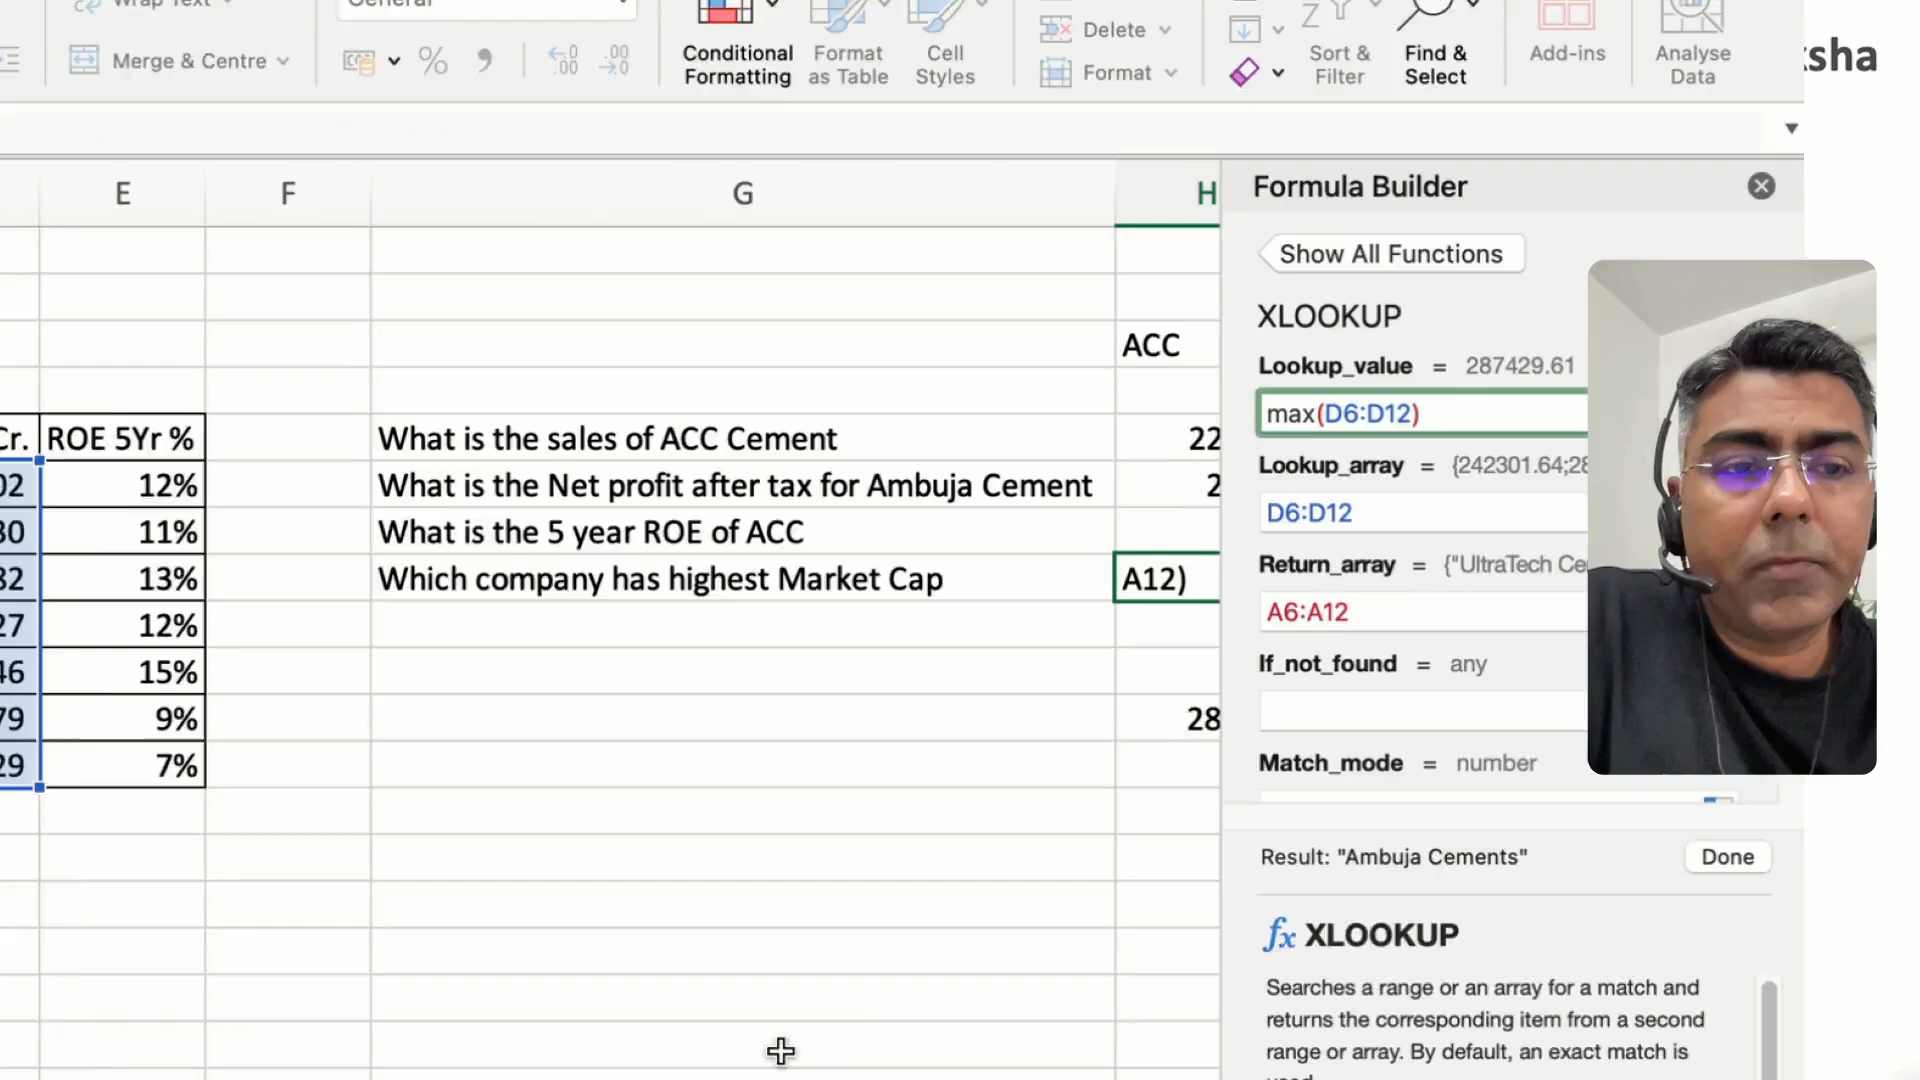 General
Merge & Centre
%
Conditional Formatting
Format as Table
Cell Styles
Delete
Format
Sort & Filter
Find & Select
Add-ins
Analyse Data
ksha
E F G H
Formula Builder
Show All Functions
XLOOKUP
Lookup_value = 287429.61
max(D6:D12)
Lookup_array = {242301.64;28
D6:D12
Return_array = {"UltraTech Ce
A6:A12
If_not_found = any
Match_mode = number
Result: "Ambuja Cements"
Done
fx XLOOKUP
Searches a range or an array for a match and
returns the corresponding item from a second
range or array. By default, an exact match is
ACC
Cr. ROE 5Yr % What is the sales of ACC Cement 22
02 12% What is the Net profit after tax for Ambuja Cement 2
30 11% What is the 5 year ROE of ACC
32 13% Which company has highest Market Cap A12)
27 12%
46 15%
79 9% 28
29 7%